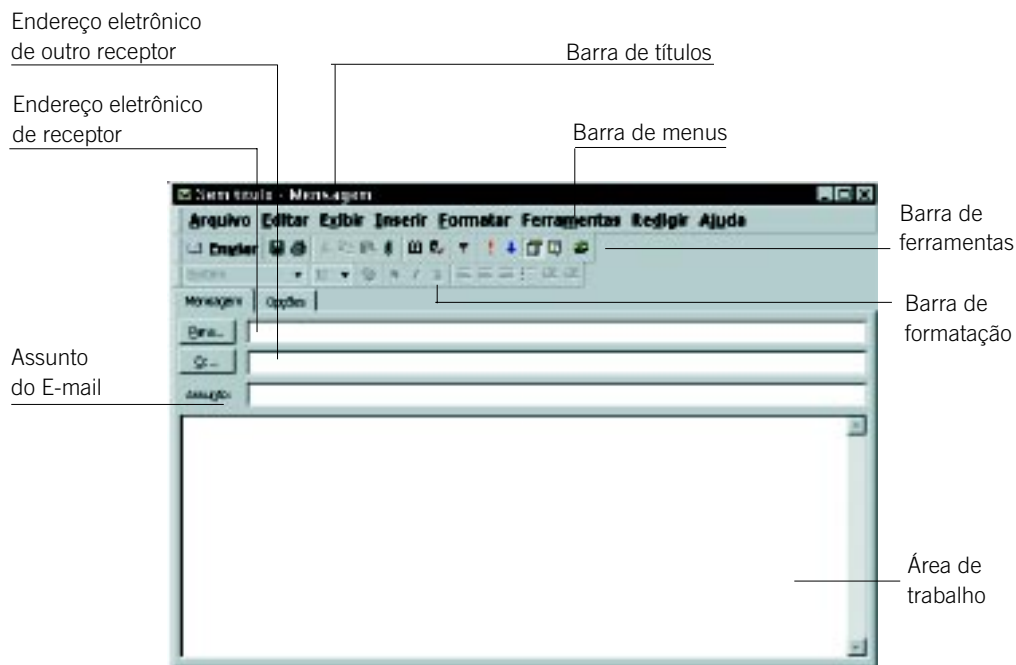 Endereço eletrônico
de outro receptor
Barra de títulos
Endereço eletrônico
de receptor
Barra de menus
Sem título - Mensagem
Arquivo Editar Exibir Inserir Formatar Ferramentas Redigir Ajuda
Barra de
ferramentas
Enviar
Mensagem Opções
Barra de
formatação
Para...
Cc...
Assunto
do E-mail
Assunto:
Área de
trabalho